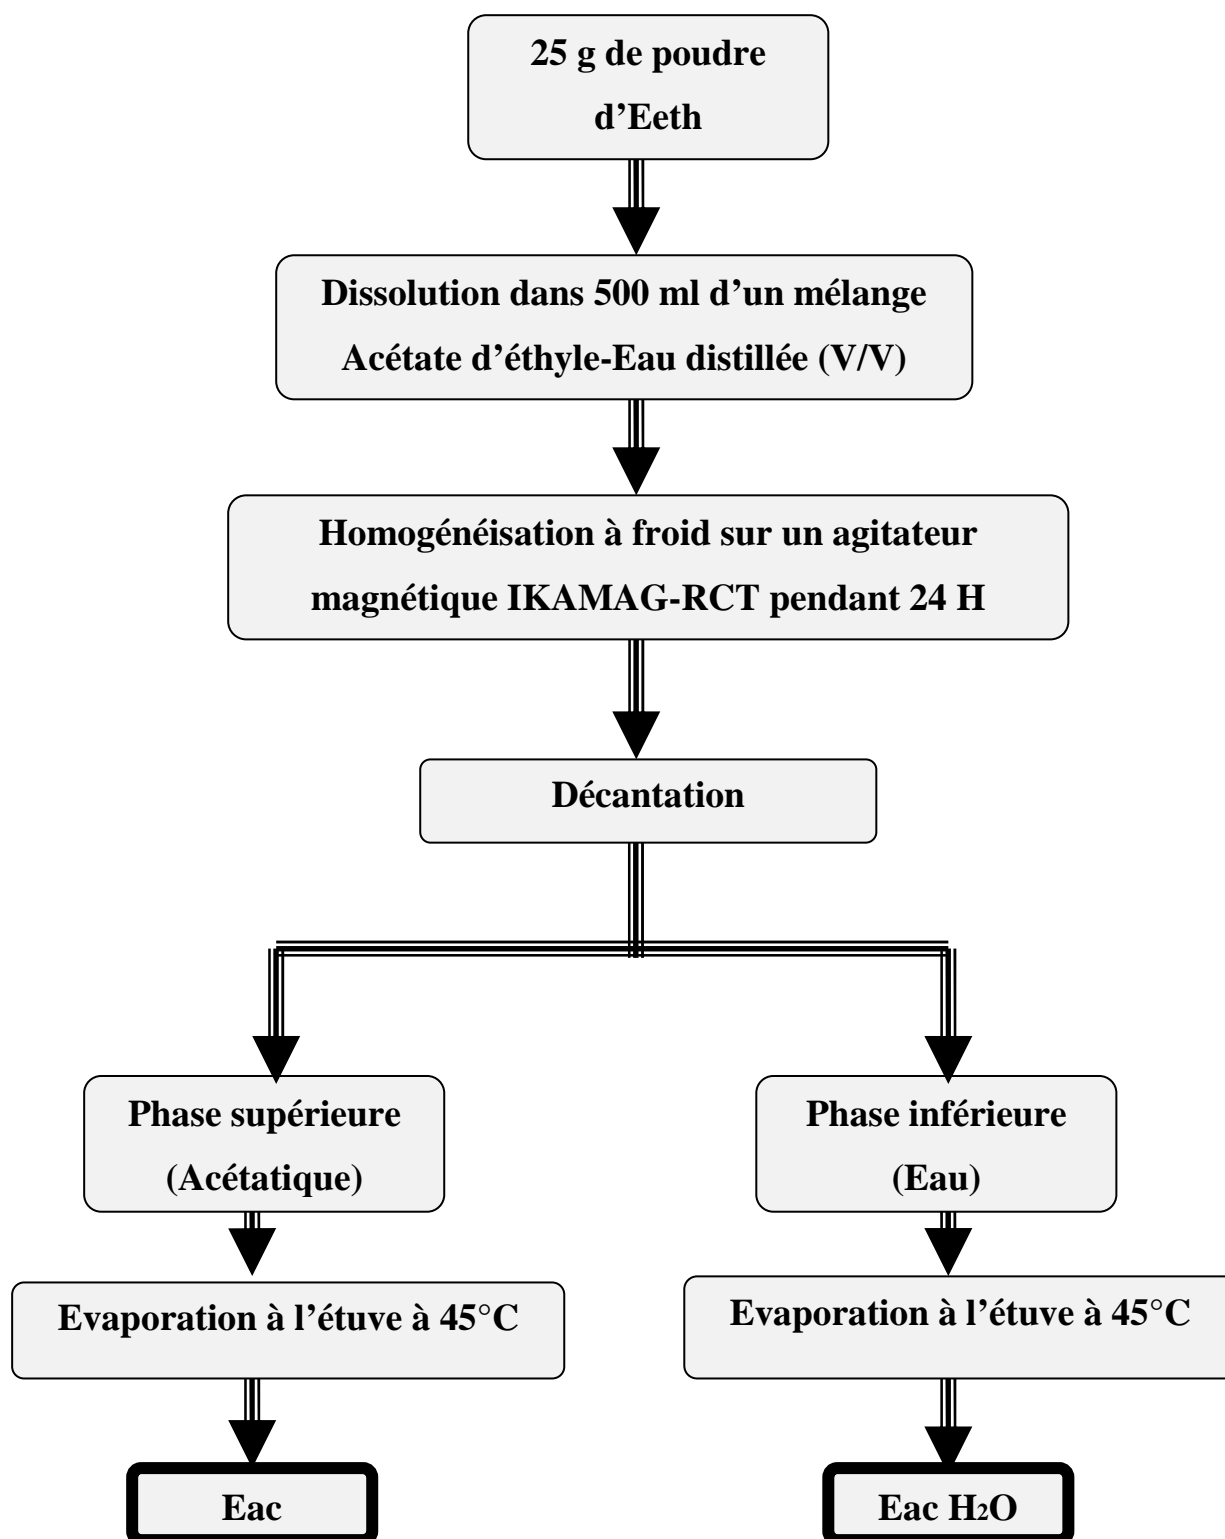 25 g de poudre
d’Eeth
Dissolution dans 500 ml d’un mélange
Acétate d’éthyle-Eau distillée (V/V)
Homogénéisation à froid sur un agitateur
magnétique IKAMAG-RCT pendant 24 H
Décantation
Phase supérieure
(Acétatique)
Phase inférieure
(Eau)
Evaporation à l’étuve à 45°C
Evaporation à l’étuve à 45°C
Eac
Eac H₂O